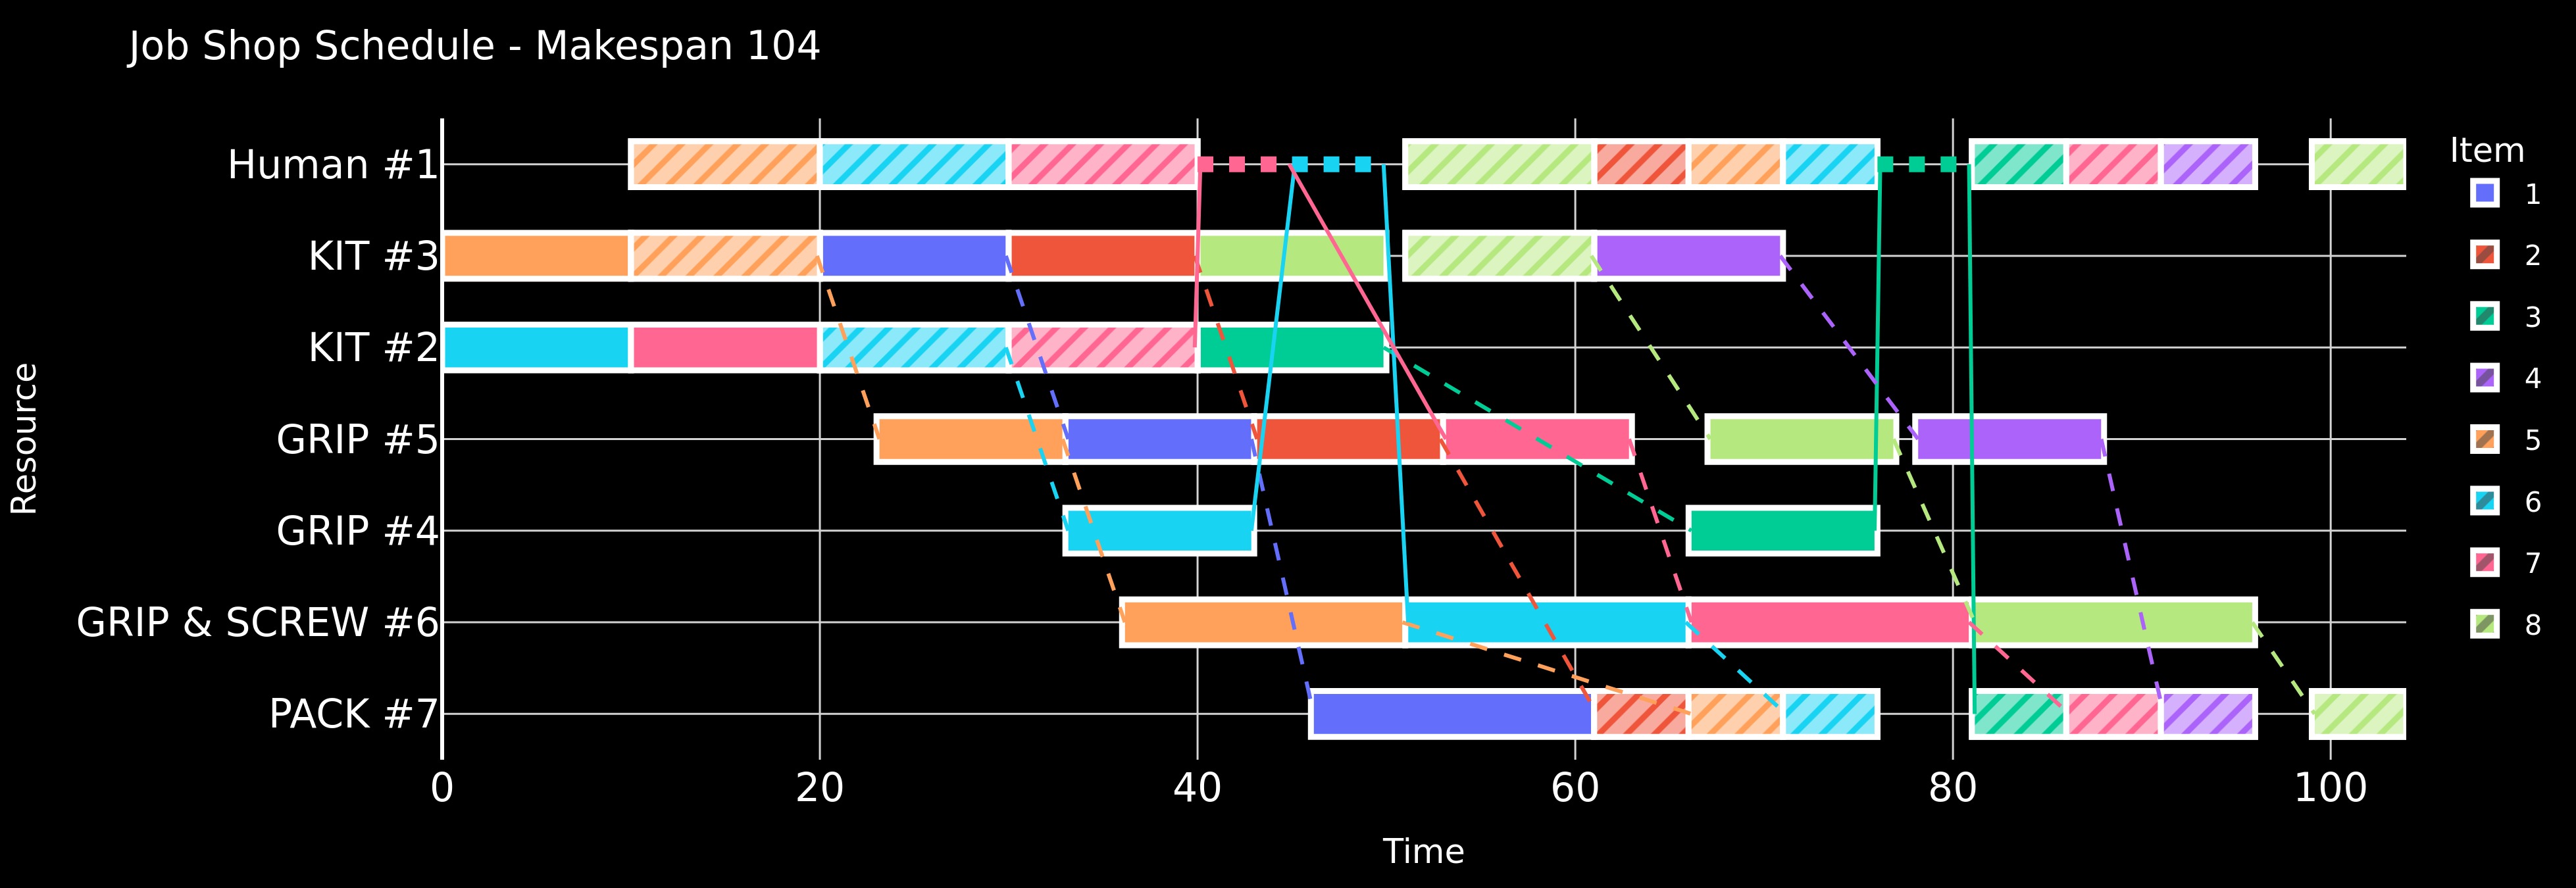 Job Shop Schedule - Makespan 104
Human #1
KIT #3
KIT #2
GRIP #5
GRIP #4
GRIP & SCREW #6
PACK #7
Resource
0 20 40 60 80 100
Time
Item
1
2
3
4
5
6
7
8